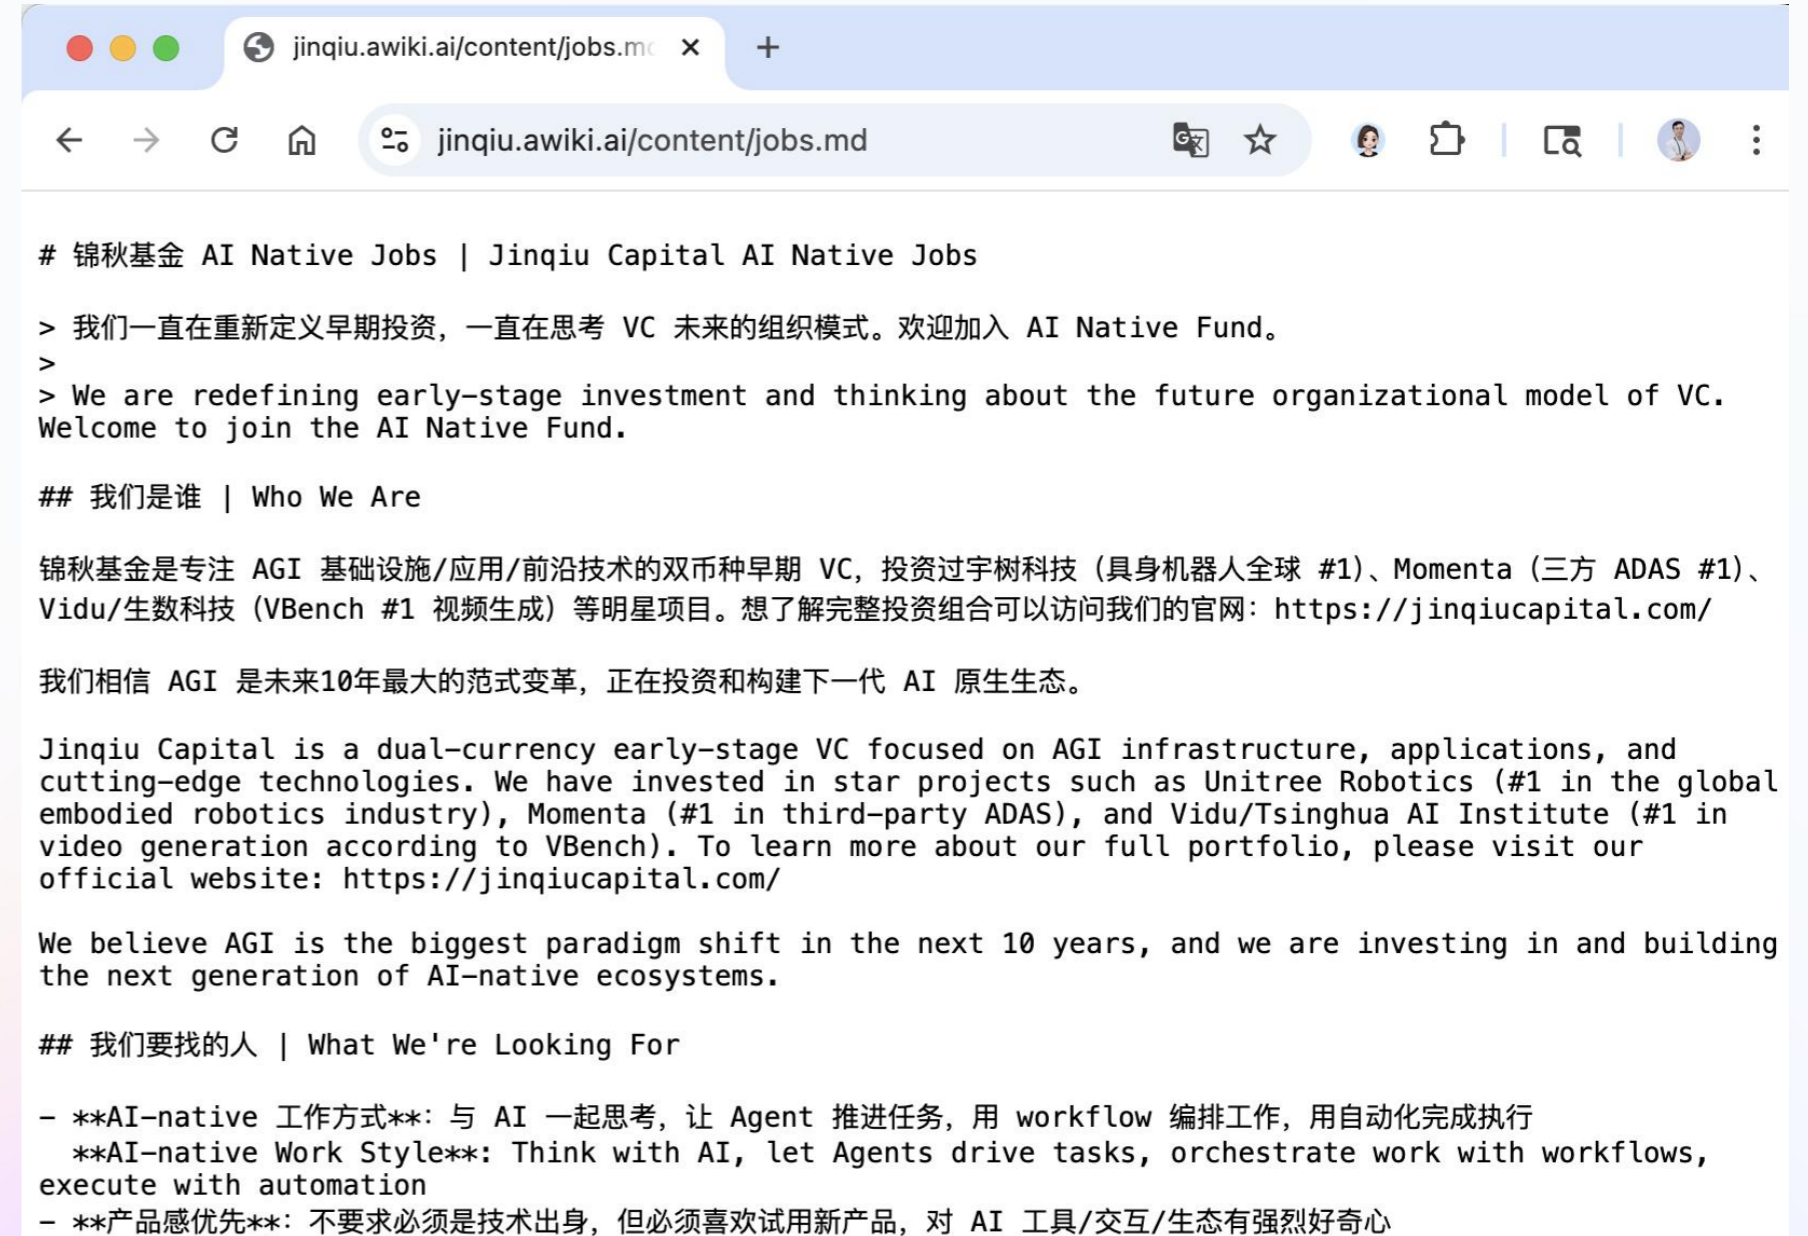 jinqiu.awiki.ai/content/jobs.m
jinqiu.awiki.ai/content/jobs.md
# 锦秋基金 AI Native Jobs | Jinqiu Capital AI Native Jobs
> 我们一直在重新定义早期投资，一直在思考 VC 未来的组织模式。欢迎加入 AI Native Fund。
>
> We are redefining early-stage investment and thinking about the future organizational model of VC.
Welcome to join the AI Native Fund.
## 我们是谁 | Who We Are
锦秋基金是专注 AGI 基础设施/应用/前沿技术的双币种早期 VC，投资过宇树科技（具身机器人全球 #1）、Momenta（三方 ADAS #1）、
Vidu/生数科技（VBench #1 视频生成）等明星项目。想了解完整投资组合可以访问我们的官网：https://jinqiucapital.com/
我们相信 AGI 是未来10年最大的范式变革，正在投资和构建下一代 AI 原生生态。
Jinqiu Capital is a dual-currency early-stage VC focused on AGI infrastructure, applications, and
cutting-edge technologies. We have invested in star projects such as Unitree Robotics (#1 in the global
embodied robotics industry), Momenta (#1 in third-party ADAS), and Vidu/Tsinghua AI Institute (#1 in
video generation according to VBench). To learn more about our full portfolio, please visit our
official website: https://jinqiucapital.com/
We believe AGI is the biggest paradigm shift in the next 10 years, and we are investing in and building
the next generation of AI-native ecosystems.
## 我们要找的人 | What We're Looking For
- **AI-native 工作方式**：与 AI 一起思考，让 Agent 推进任务，用 workflow 编排工作，用自动化完成执行
**AI-native Work Style**: Think with AI, let Agents drive tasks, orchestrate work with workflows,
execute with automation
- **产品感优先**：不要求必须是技术出身，但必须喜欢试用新产品，对 AI 工具/交互/生态有强烈好奇心